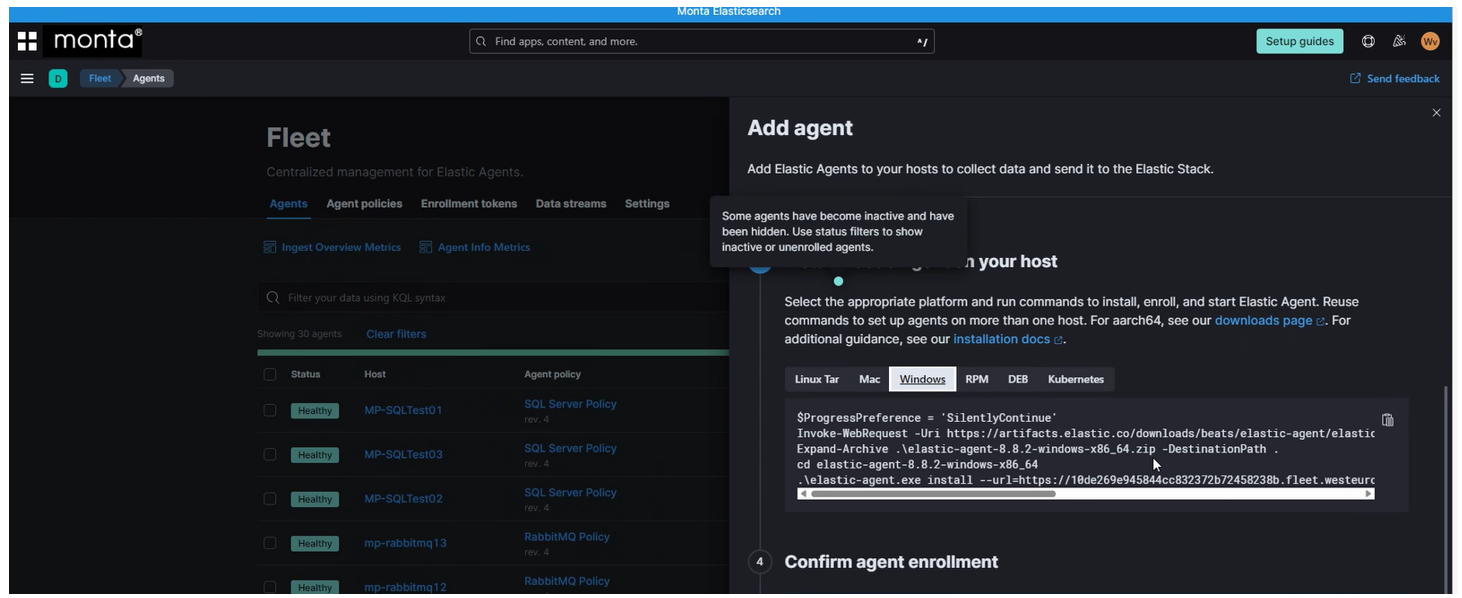 Monta Elasticsearch
monta®
Find apps, content, and more.
^/
Setup guides
Wv
D
Fleet
Agents
Send feedback
Fleet
Centralized management for Elastic Agents.
Agents
Agent policies
Enrollment tokens
Data streams
Settings
Ingest Overview Metrics
Agent Info Metrics
Filter your data using KQL syntax
Showing 30 agents
Clear filters
Status
Host
Agent policy
Healthy
MP-SQLTest01
SQL Server Policy
rev. 4
Healthy
MP-SQLTest03
SQL Server Policy
rev. 4
Healthy
MP-SQLTest02
SQL Server Policy
rev. 4
Healthy
mp-rabbitmq13
RabbitMQ Policy
rev. 4
Healthy
mp-rabbitmq12
RabbitMQ Policy
Add agent
Add Elastic Agents to your hosts to collect data and send it to the Elastic Stack.
Some agents have become inactive and have
been hidden. Use status filters to show
inactive or unenrolled agents.
your host
Select the appropriate platform and run commands to install, enroll, and start Elastic Agent. Reuse
commands to set up agents on more than one host. For aarch64, see our downloads page. For
additional guidance, see our installation docs.
Linux Tar
Mac
Windows
RPM
DEB
Kubernetes
$ProgressPreference = 'SilentlyContinue'
Invoke-WebRequest -Uri https://artifacts.elastic.co/downloads/beats/elastic-agent/elastic
Expand-Archive .\elastic-agent-8.8.2-windows-x86_64.zip -DestinationPath .
cd elastic-agent-8.8.2-windows-x86_64
.\elastic-agent.exe install --url=https://10de269e945844cc832372b72458238b.fleet.westeuro
4
Confirm agent enrollment